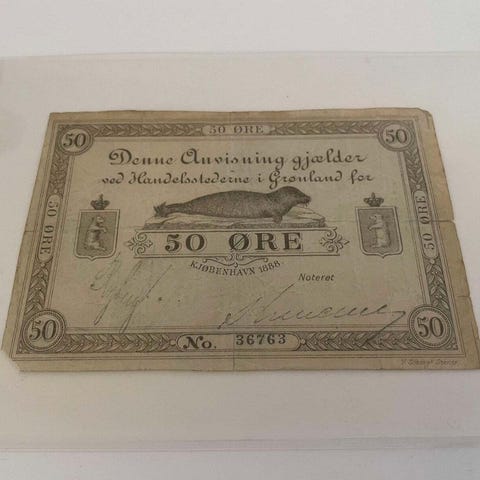 50 ØRE
50
50
Denne Anvisning gjælder
ved Handelsstederne i Grønland for
50 ØRE
50 ØRE
50 ØRE
KJØBENHAVN 1888
Noteret
50
50
No. 36763